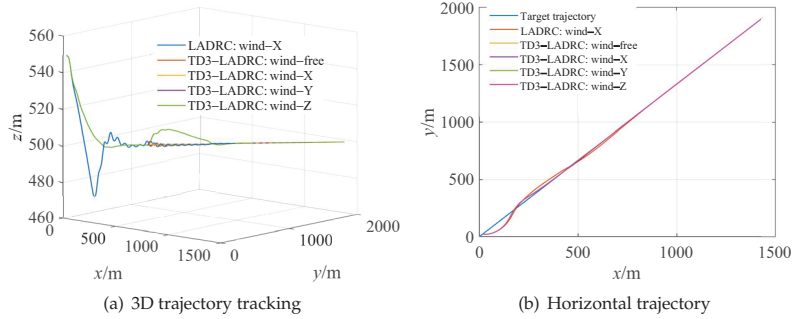 560
540
520
500
480
460
z/m
0
500
1000
1500
x/m
0
1000
2000
y/m
LADRC: wind−X
TD3−LADRC: wind−free
TD3−LADRC: wind−X
TD3−LADRC: wind−Y
TD3−LADRC: wind−Z
(a) 3D trajectory tracking
2000
1500
1000
500
0
y/m
0
500
1000
1500
x/m
Target trajectory
LADRC: wind−X
TD3−LADRC: wind−free
TD3−LADRC: wind−X
TD3−LADRC: wind−Y
TD3−LADRC: wind−Z
(b) Horizontal trajectory